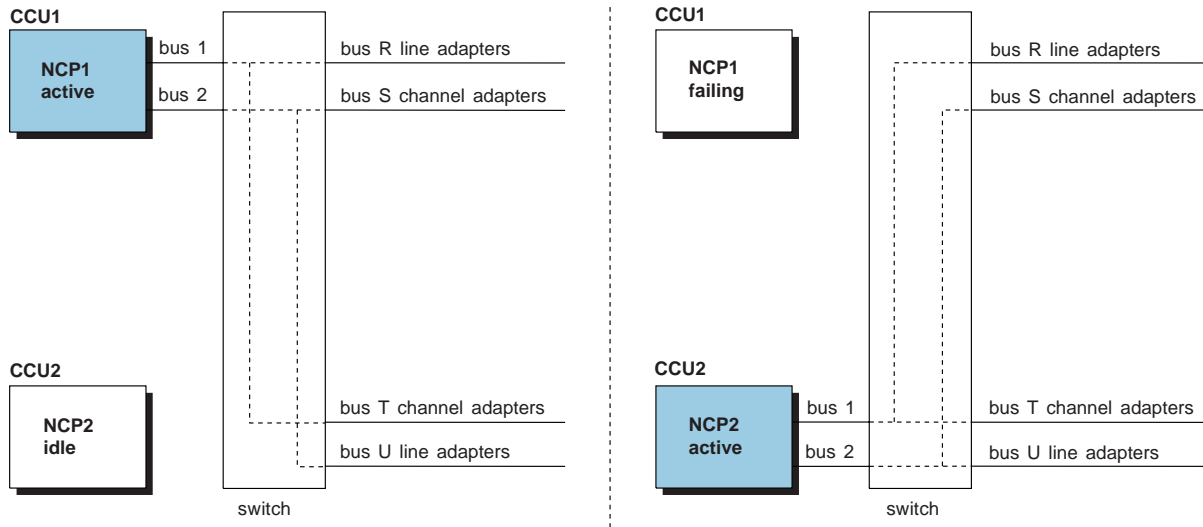 CCU1
NCP1
active
bus 1
bus 2
bus R line adapters
bus S channel adapters
CCU2
NCP2
idle
bus T channel adapters
bus U line adapters
switch
CCU1
NCP1
failing
bus R line adapters
bus S channel adapters
CCU2
NCP2
active
bus 1
bus 2
bus T channel adapters
bus U line adapters
switch